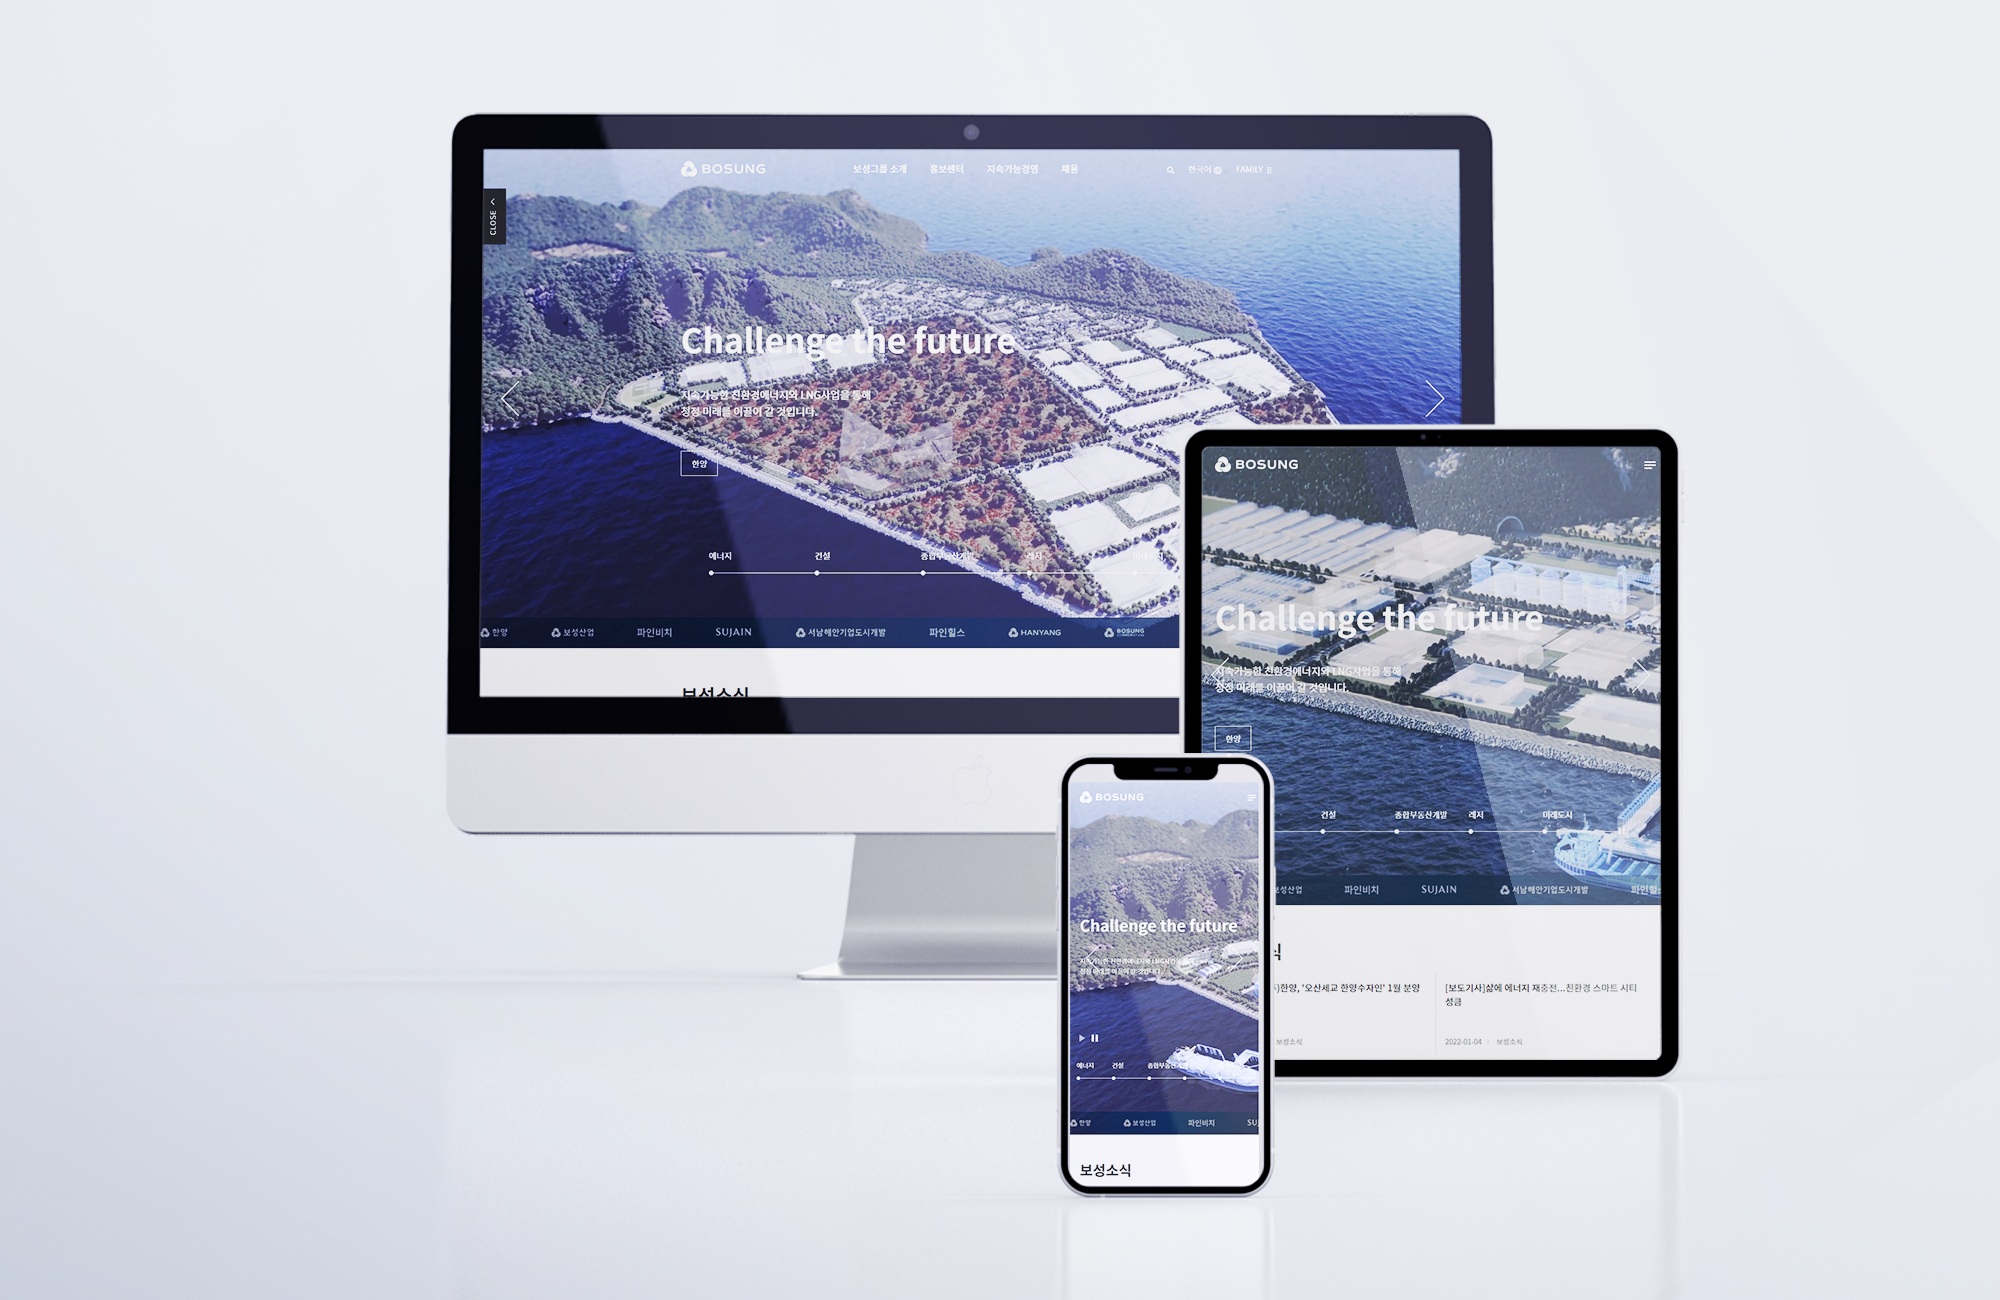 BOSUNG
보성그룹 소개
홍보센터
지속가능경영
채용
한국어
FAMILY
CLOSE
Challenge the future
지속가능한 친환경에너지와 LNG사업을 통해
청정 미래를 이끌어 갈 것입니다.
한양
에너지
건설
종합부동산개발
레저
한양
보성산업
파인비치
SUJAIN
서남해안기업도시개발
파인힐스
HANYANG
BOSUNG
보성소식
BOSUNG
Challenge the future
지속가능한 친환경에너지와 LNG사업을 통해
청정 미래를 이끌어 갈 것입니다.
한양
건설
종합부동산개발
레저
미래도시
보성산업
파인비치
SUJAIN
서남해안기업도시개발
파인힐
식
)한양, '오산세교 한양수자인' 1월 분양
보성소식
[보도기사]삶에 에너지 재충전...친환경 스마트 시티
성큼
2022-01-04
보성소식
BOSUNG
Challenge the future
지속가능한 친환경에너지와 LNG사업을 통해
청정 미래를 이끌어 갈 것입니다.
에너지
건설
종합부동산개발
한양
보성산업
파인비치
SU
보성소식